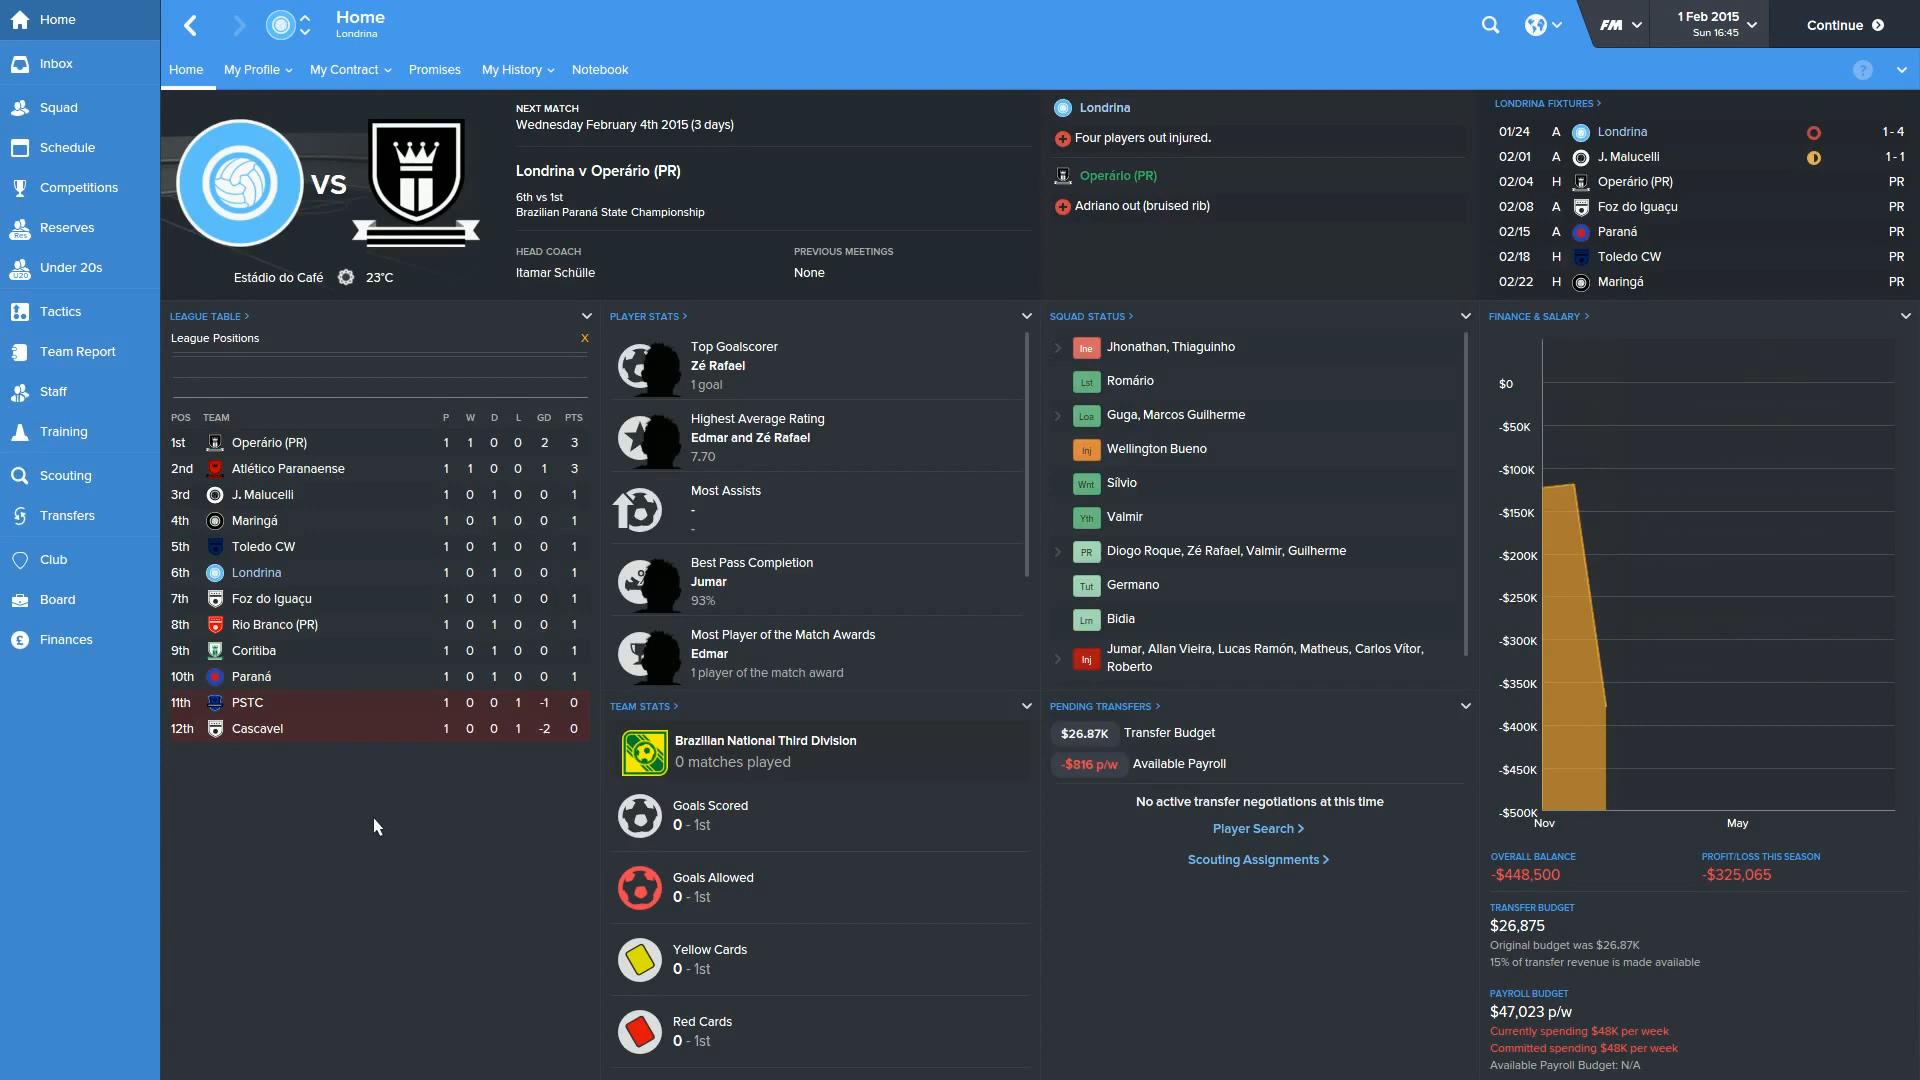 Home
Inbox
Squad
Schedule
Competitions
Res
Reserves
U20
Under 20s
Tactics
Team Report
Staff
Training
Scouting
Transfers
Club
Board
Finances
Home
Londrina
FM
1 Feb 2015
Sun 16:45
Continue
Home
My Profile
My Contract
Promises
My History
Notebook
?
VS
Estádio do Café
23°C
NEXT MATCH
Wednesday February 4th 2015 (3 days)
Londrina v Operário (PR)
6th vs 1st
Brazilian Paraná State Championship
HEAD COACH
Itamar Schülle
PREVIOUS MEETINGS
None
Londrina
Four players out injured.
Operário (PR)
Adriano out (bruised rib)
LONDRINA FIXTURES >
01/24 A Londrina 1 - 4
02/01 A J. Malucelli 1 - 1
02/04 H Operário (PR) PR
02/08 A Foz do Iguaçu PR
02/15 A Paraná PR
02/18 H Toledo CW PR
02/22 H Maringá PR
LEAGUE TABLE >
League Positions X
POS TEAM P W D L GD PTS
1st Operário (PR) 1 1 0 0 2 3
2nd Atlético Paranaense 1 1 0 0 1 3
3rd J. Malucelli 1 0 1 0 0 1
4th Maringá 1 0 1 0 0 1
5th Toledo CW 1 0 1 0 0 1
6th Londrina 1 0 1 0 0 1
7th Foz do Iguaçu 1 0 1 0 0 1
8th Rio Branco (PR) 1 0 1 0 0 1
9th Coritiba 1 0 1 0 0 1
10th Paraná 1 0 1 0 0 1
11th PSTC 1 0 0 1 -1 0
12th Cascavel 1 0 0 1 -2 0
PLAYER STATS >
Top Goalscorer
Zé Rafael
1 goal
Highest Average Rating
Edmar and Zé Rafael
7.70
Most Assists
-
-
Best Pass Completion
Jumar
93%
Most Player of the Match Awards
Edmar
1 player of the match award
TEAM STATS >
Brazilian National Third Division
0 matches played
Goals Scored
0 - 1st
Goals Allowed
0 - 1st
Yellow Cards
0 - 1st
Red Cards
0 - 1st
SQUAD STATUS >
Ine Jhonathan, Thiaguinho
Lst Romário
Loa Guga, Marcos Guilherme
Inj Wellington Bueno
Wnt Sílvio
Yth Valmir
PR Diogo Roque, Zé Rafael, Valmir, Guilherme
Tut Germano
Lrn Bidia
Inj Jumar, Allan Vieira, Lucas Ramón, Matheus, Carlos Vítor,
Roberto
PENDING TRANSFERS >
$26.87K Transfer Budget
-$816 p/w Available Payroll
No active transfer negotiations at this time
Player Search >
Scouting Assignments >
FINANCE & SALARY >
$0
-$50K
-$100K
-$150K
-$200K
-$250K
-$300K
-$350K
-$400K
-$450K
-$500K
Nov May
OVERALL BALANCE
-$448,500
PROFIT/LOSS THIS SEASON
-$325,065
TRANSFER BUDGET
$26,875
Original budget was $26.87K
15% of transfer revenue is made available
PAYROLL BUDGET
$47,023 p/w
Currently spending $48K per week
Committed spending $48K per week
Available Payroll Budget: N/A